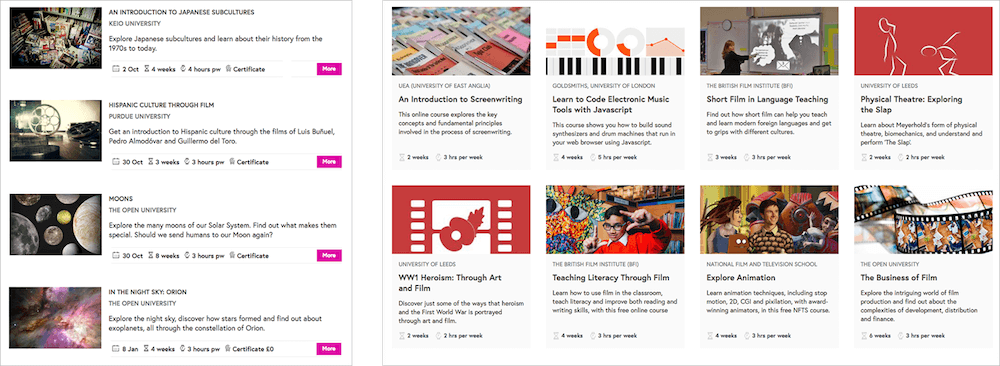 AN INTRODUCTION TO JAPANESE SUBCULTURES
KEIO UNIVERSITY
Explore Japanese subcultures and learn about their history from the
1970s to today.
2 Oct 4 weeks 4 hours pw Certificate More
HISPANIC CULTURE THROUGH FILM
PURDUE UNIVERSITY
Get an introduction to Hispanic culture through the films of Luis Buñuel,
Pedro Almodóvar and Guillermo del Toro.
30 Oct 3 weeks 3 hours pw Certificate More
MOONS
THE OPEN UNIVERSITY
Explore the many moons of our Solar System. Find out what makes them
special. Should we send humans to our Moon again?
30 Oct 8 weeks 3 hours pw Certificate More
IN THE NIGHT SKY: ORION
THE OPEN UNIVERSITY
Explore the night sky, discover how stars formed and find out about
exoplanets, all through the constellation of Orion.
8 Jan 4 weeks 3 hours pw Certificate £0 More
UEA (UNIVERSITY OF EAST ANGLIA)
An Introduction to Screenwriting
This online course explores the key
concepts and fundamental principles
involved in the process of screenwriting.
2 weeks 3 hrs per week
GOLDSMITHS, UNIVERSITY OF LONDON
Learn to Code Electronic Music
Tools with Javascript
This course shows you how to build sound
synthesizers and drum machines that run in
your web browser using Javascript.
4 weeks 5 hrs per week
THE BRITISH FILM INSTITUTE (BFI)
Short Film in Language Teaching
Find out how short film can help you teach
and learn modern foreign languages and get
to grips with different cultures.
3 weeks 3 hrs per week
UNIVERSITY OF LEEDS
Physical Theatre: Exploring
the Slap
Learn about Meyerhold's form of physical
theatre, biomechanics, and understand and
perform 'The Slap'.
2 weeks 2 hrs per week
UNIVERSITY OF LEEDS
WW1 Heroism: Through Art
and Film
Discover just some of the ways that heroism
and the First World War is portrayed
through art and film.
2 weeks 2 hrs per week
THE BRITISH FILM INSTITUTE (BFI)
Teaching Literacy Through Film
Learn how to use film in the classroom,
teach literacy and improve both reading and
writing skills, with this free online course
4 weeks 3 hrs per week
NATIONAL FILM AND TELEVISION SCHOOL
Explore Animation
Learn animation techniques, including stop
motion, 2D, CGI and pixilation, with award-
winning animators, in this free NFTS course.
4 weeks 3 hrs per week
THE OPEN UNIVERSITY
The Business of Film
Explore the intriguing world of film
production and find out about the
complexities of development, distribution
and finance.
6 weeks 3 hrs per week